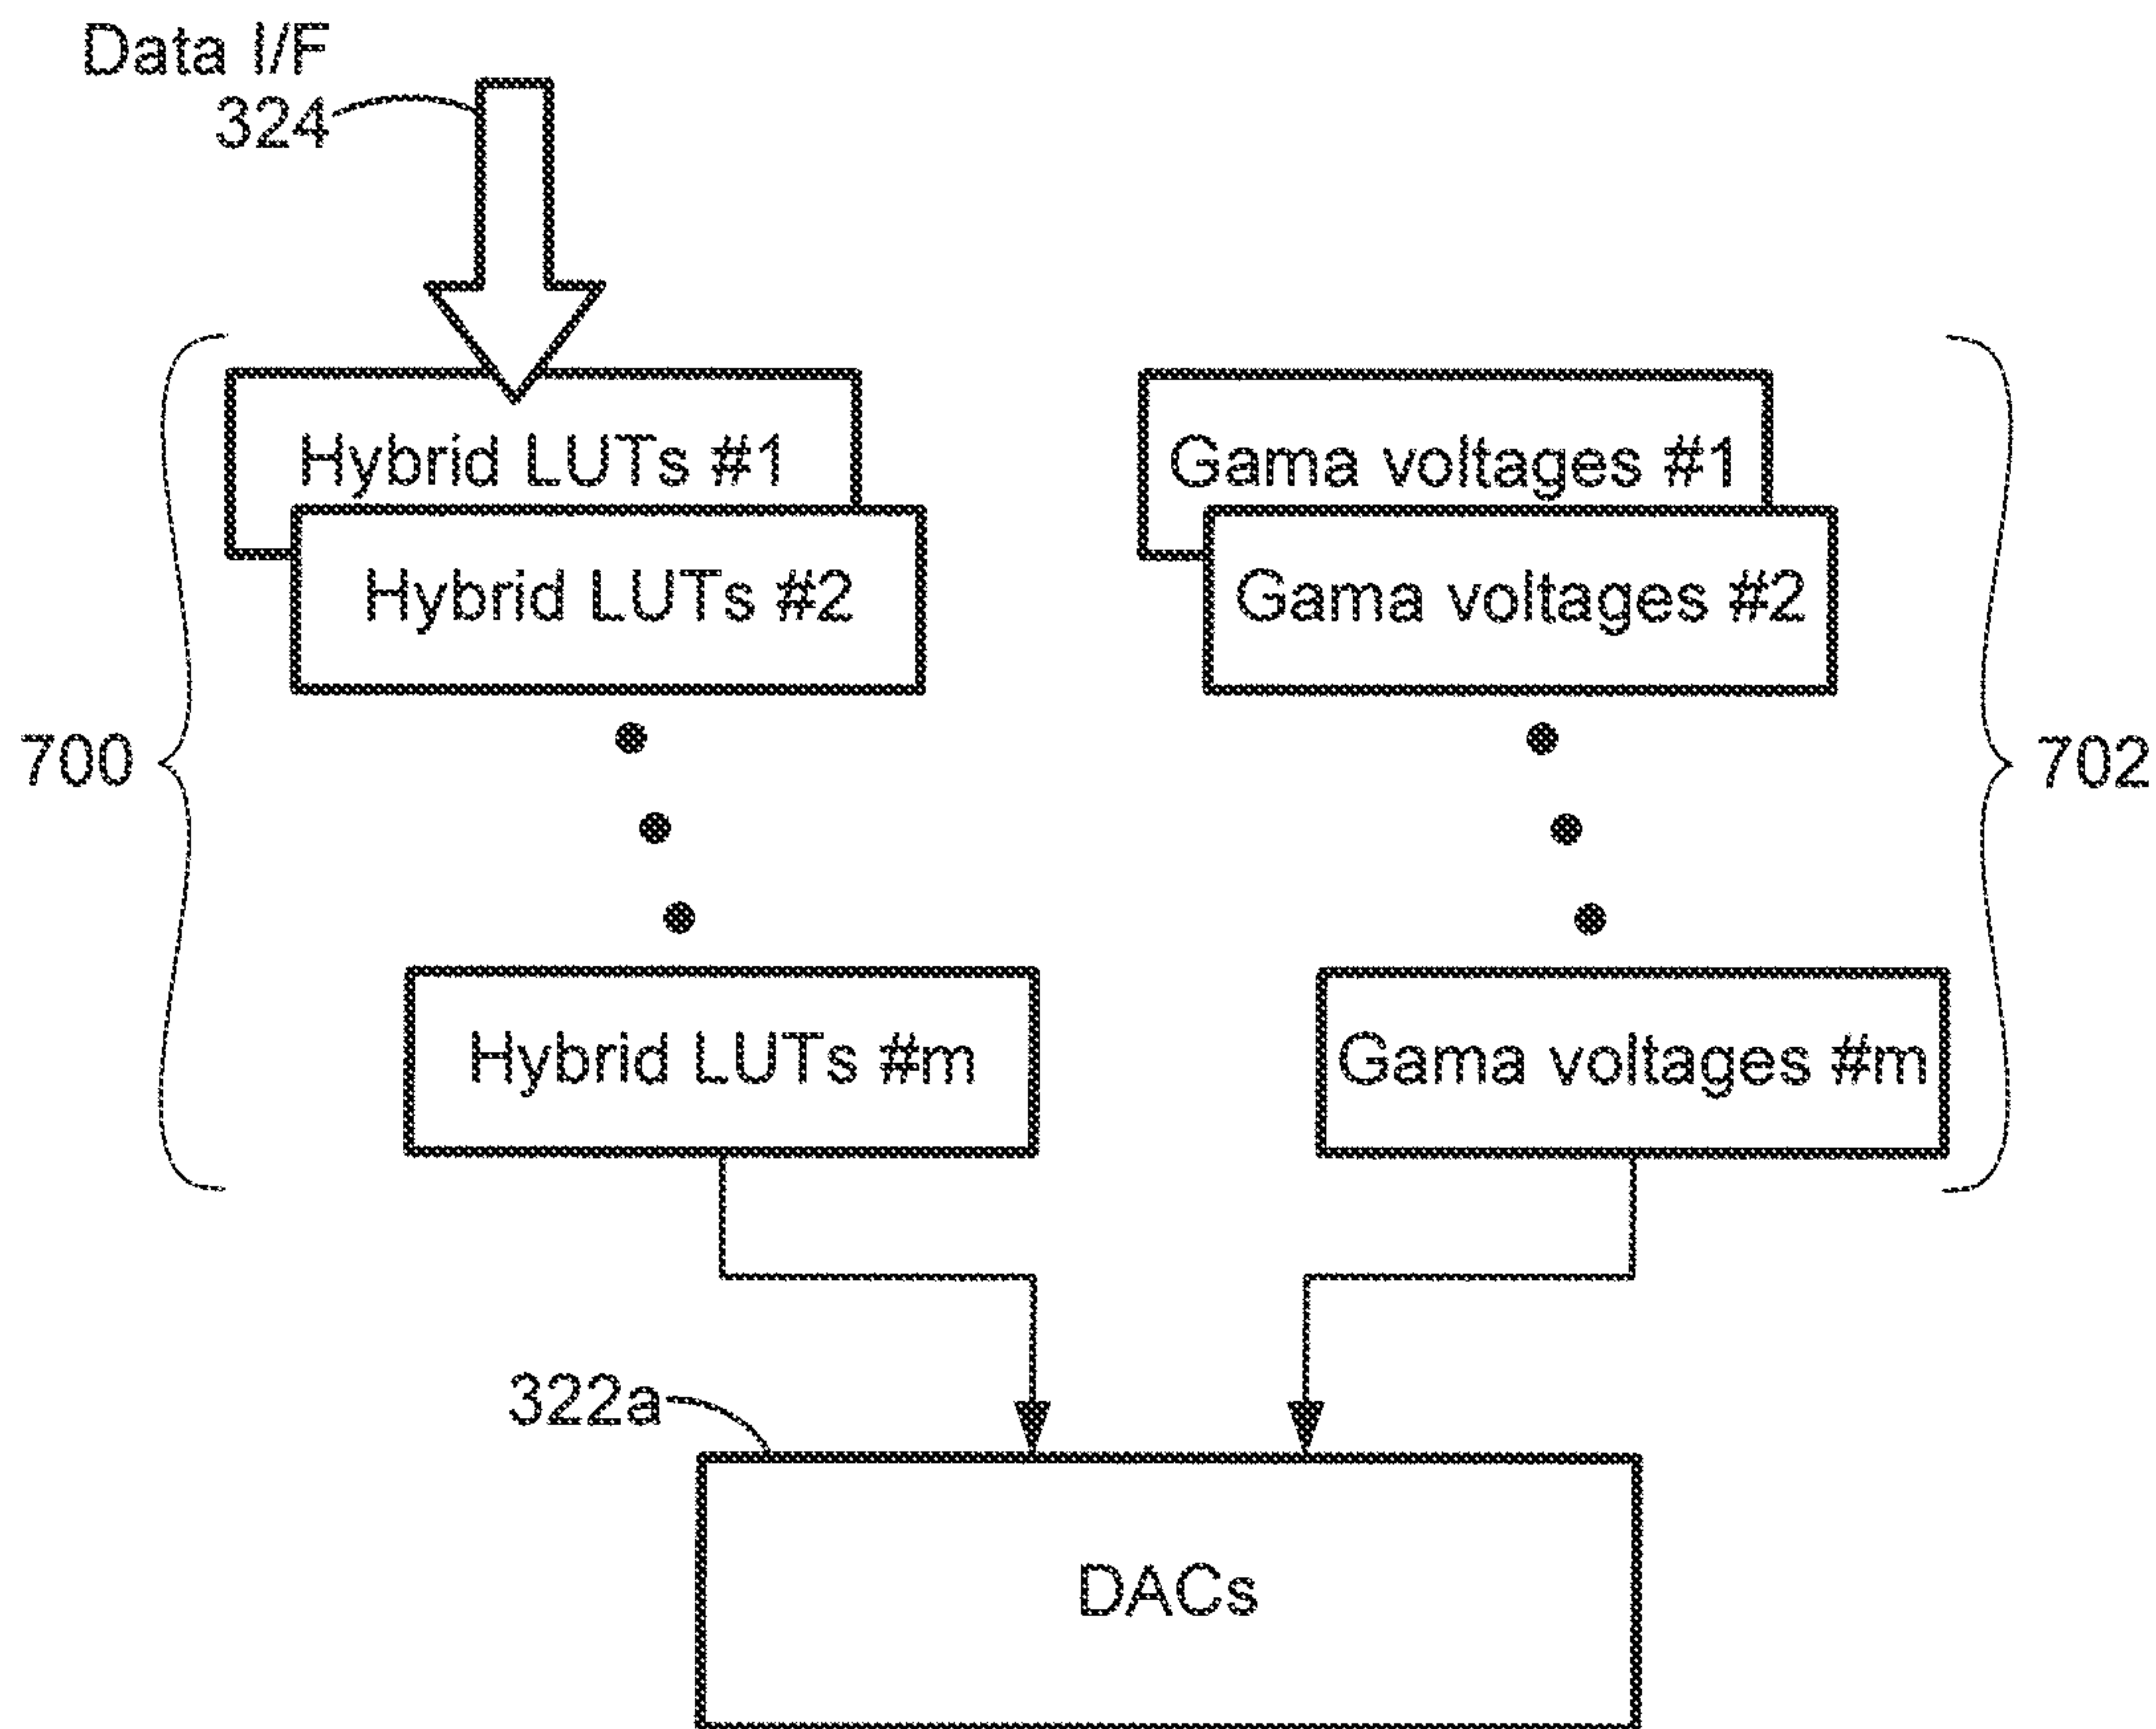 Data I/F
324
Hybrid LUTs #1
Gama voltages #1
Hybrid LUTs #2
Gama voltages #2
700
702
Hybrid LUTs #m
Gama voltages #m
322a
DACs